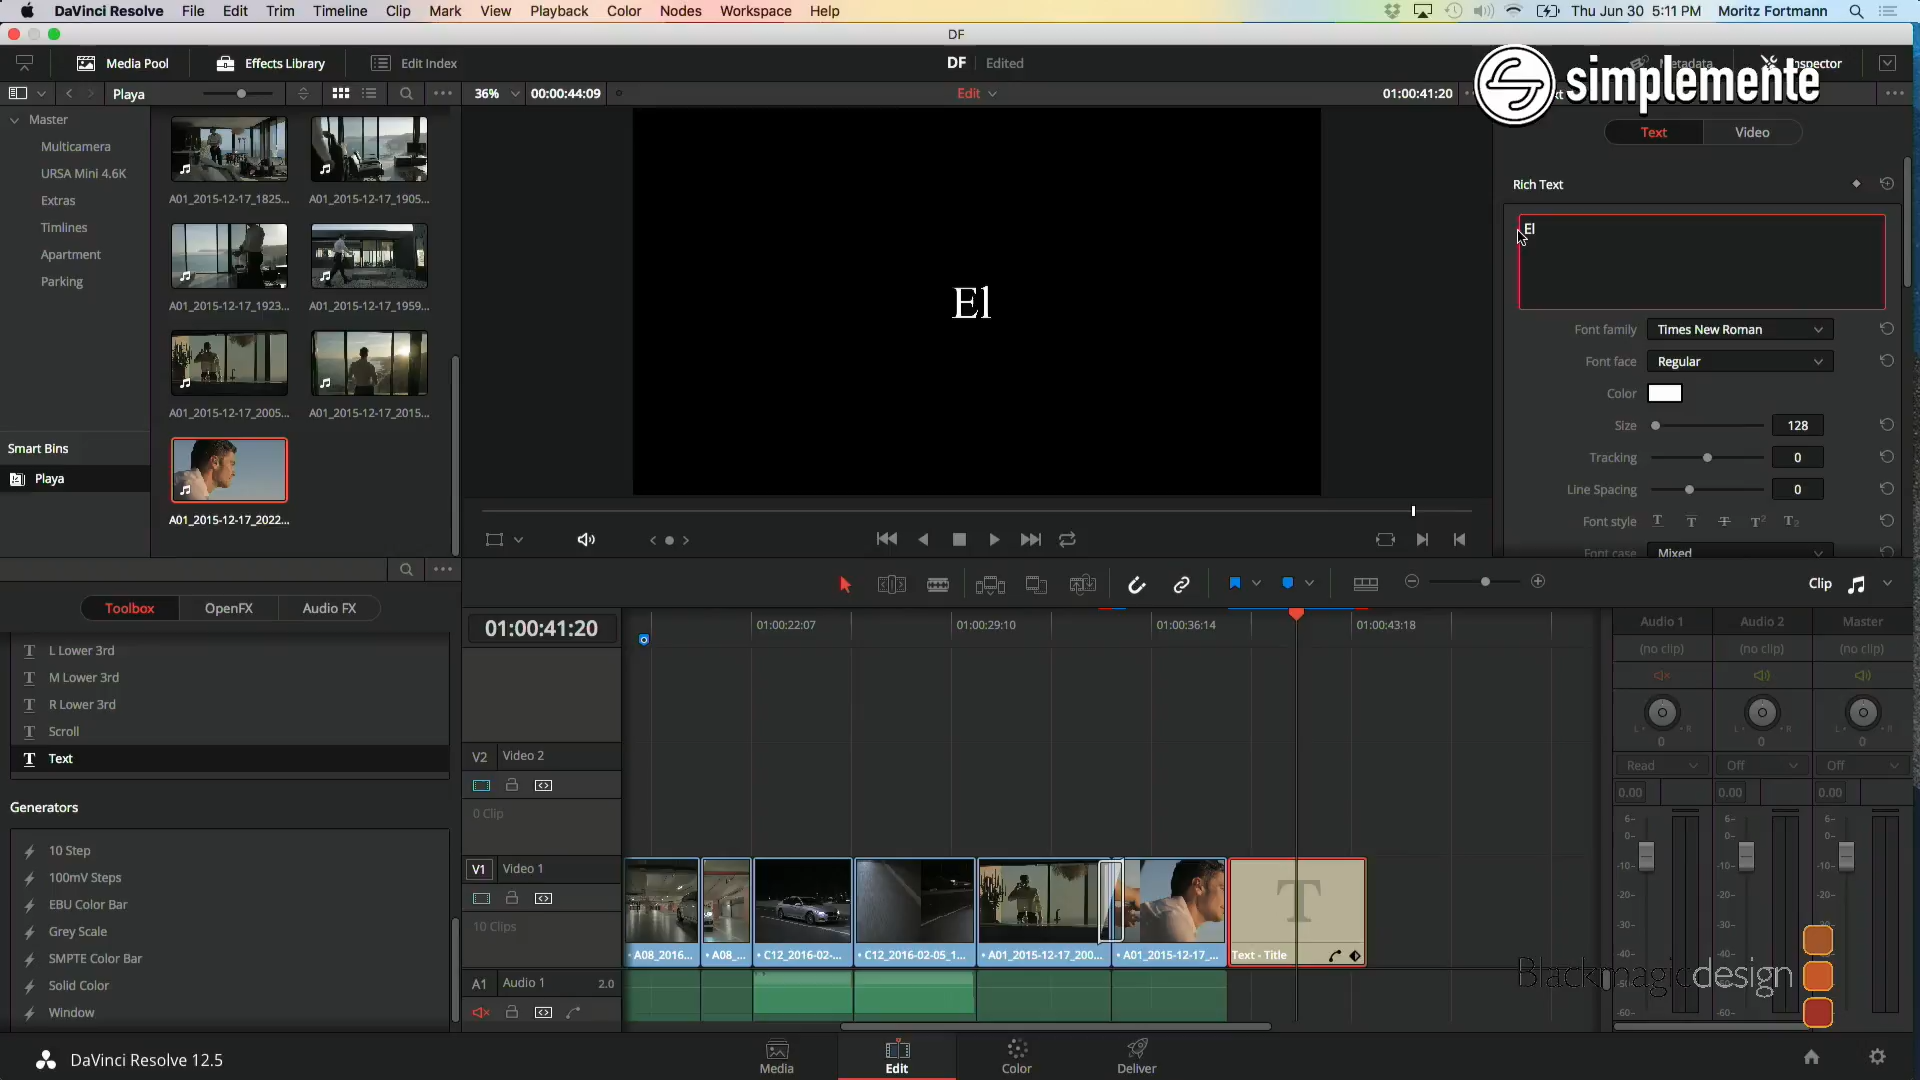 DaVinci Resolve File Edit Trim Timeline Clip Mark View Playback Color Nodes Workspace Help
Thu Jun 30 5:11 PM Moritz Fortmann
DF
Media Pool Effects Library Edit Index
DF Edited
Inspector
simplemente
Playa
36% 00:00:44:09 Edit 01:00:41:20
Text Video
Master
Multicamera
URSA Mini 4.6K
Extras
Timlines
Apartment
Parking
Smart Bins
Playa
A01_2015-12-17_1825... A01_2015-12-17_1905...
A01_2015-12-17_1923... A01_2015-12-17_1959...
A01_2015-12-17_2005... A01_2015-12-17_2015...
A01_2015-12-17_2022...
El
Rich Text
El
Font family Times New Roman
Font face Regular
Color
Size 128
Tracking 0
Line Spacing 0
Font style T T T T² T₂
Font case Mixed
Clip
Toolbox OpenFX Audio FX
L Lower 3rd
M Lower 3rd
R Lower 3rd
Scroll
Text
Generators
10 Step
100mV Steps
EBU Color Bar
Grey Scale
SMPTE Color Bar
Solid Color
Window
01:00:41:20
01:00:22:07 01:00:29:10 01:00:36:14 01:00:43:18
V2 Video 2
0 Clip
V1 Video 1
10 Clips
A08_2016... A08_... C12_2016-02-... C12_2016-02-05_1... A01_2015-12-17_200... A01_2015-12-17_... Text - Title
A1 Audio 1 2.0
Audio 1 Audio 2 Master
(no clip) (no clip) (no clip)
L R L R L R
0 0 0
Read Off Off
0.00 0.00 0.00
Blackmagicdesign
DaVinci Resolve 12.5
Media Edit Color Deliver